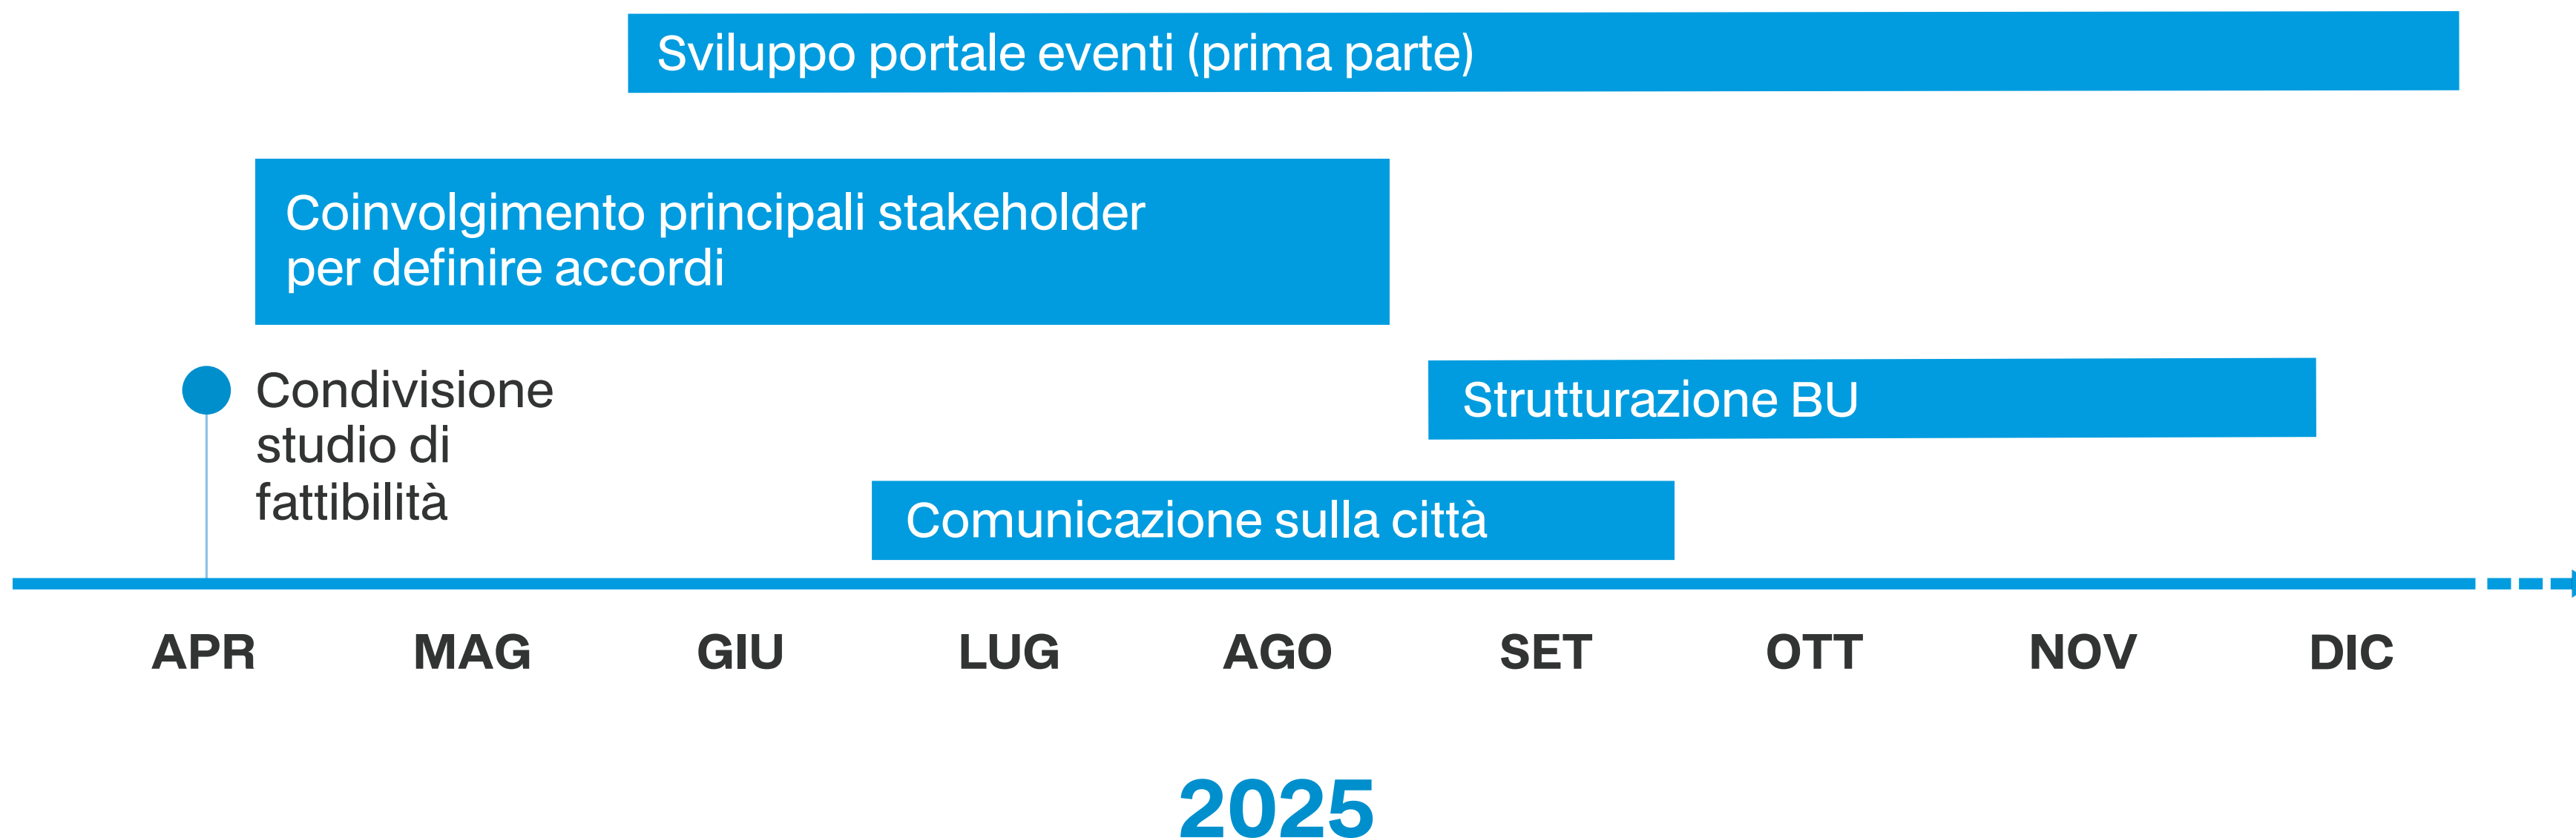 Sviluppo portale eventi (prima parte)
Coinvolgimento principali stakeholder
per definire accordi
Condivisione
studio di
fattibilità
Strutturazione BU
Comunicazione sulla città
APR MAG GIU LUG AGO SET OTT NOV DIC
2025